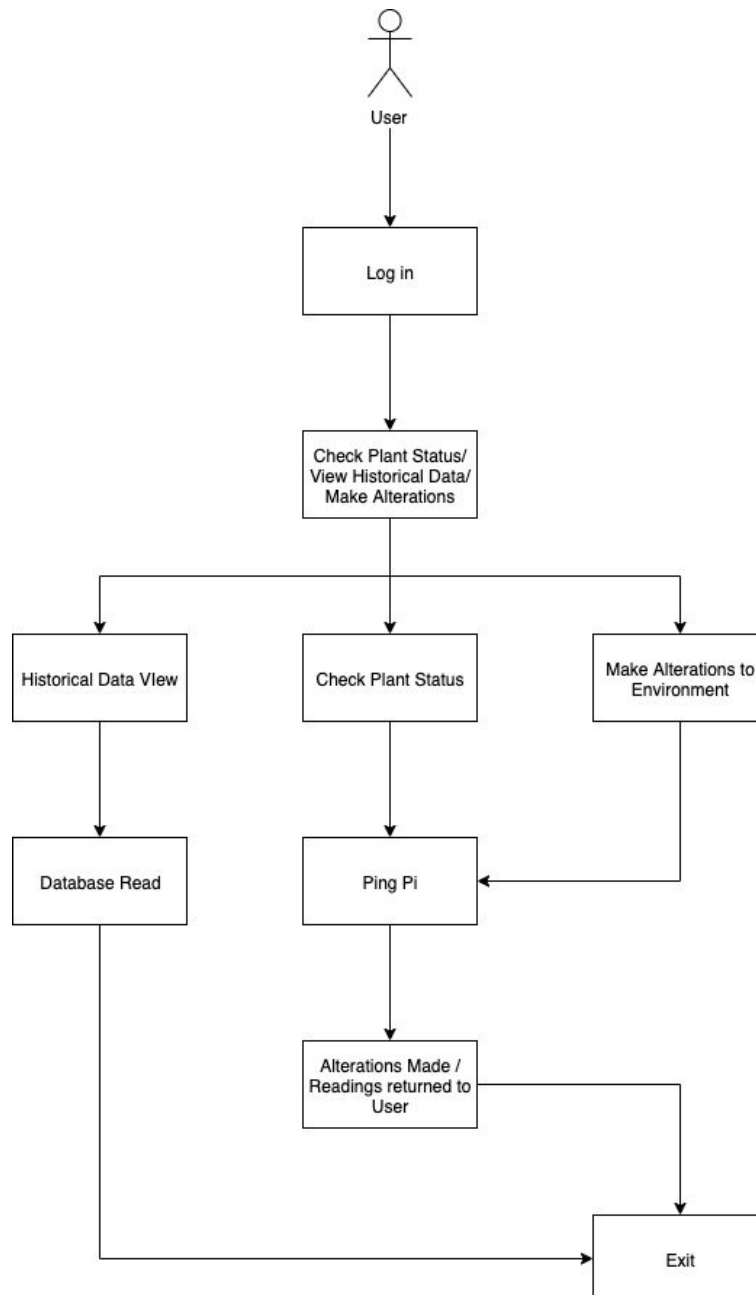 User
Log in
Check Plant Status/
View Historical Data/
Make Alterations
Historical Data VIew
Check Plant Status
Make Alterations to
Environment
Database Read
Ping Pi
Alterations Made /
Readings returned to
User
Exit